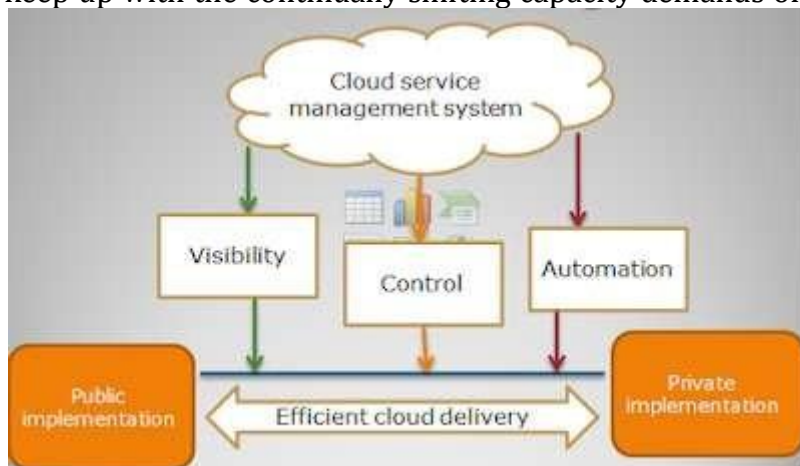 keep up with the continually shifting capacity demands of
Cloud service
management system
Visibility
Control
Automation
Public
implementation
Efficient cloud delivery
Private
implementation